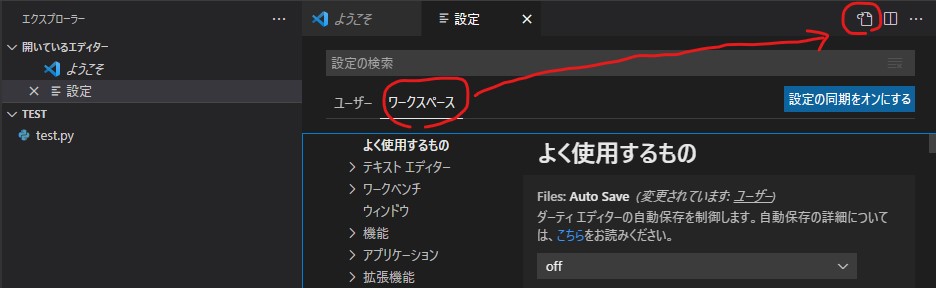 エクスプローラー
開いているエディター
ようこそ
設定
TEST
test.py
ようこそ
設定
設定の検索
ユーザー ワークスペース
設定の同期をオンにする
よく使用するもの
テキスト エディター
ワークベンチ
ウィンドウ
機能
アプリケーション
拡張機能
よく使用するもの
Files: Auto Save (変更されています: ユーザー)
ダーティ エディターの自動保存を制御します。自動保存の詳細については、こちらをお読みください。
off